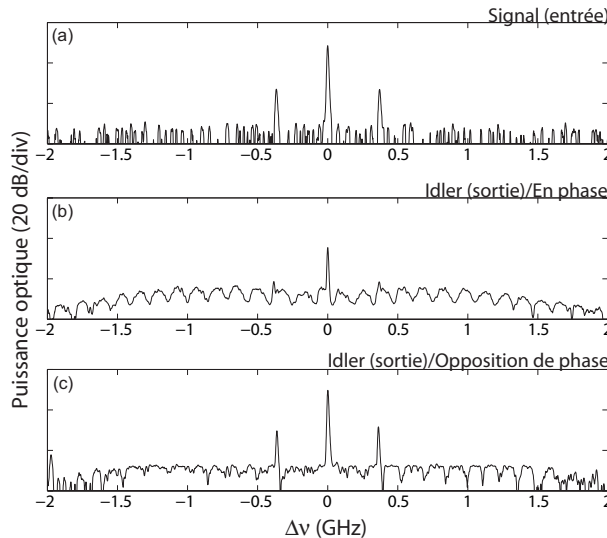 Signal (entrée)
(a)
−2 −1.5 −1 −0.5 0 0.5 1 1.5 2
Idler (sortie)/En phase
(b)
−2 −1.5 −1 −0.5 0 0.5 1 1.5 2
Idler (sortie)/Opposition de phase
(c)
−2 −1.5 −1 −0.5 0 0.5 1 1.5 2
Δν (GHz)
Puissance optique (20 dB/div)